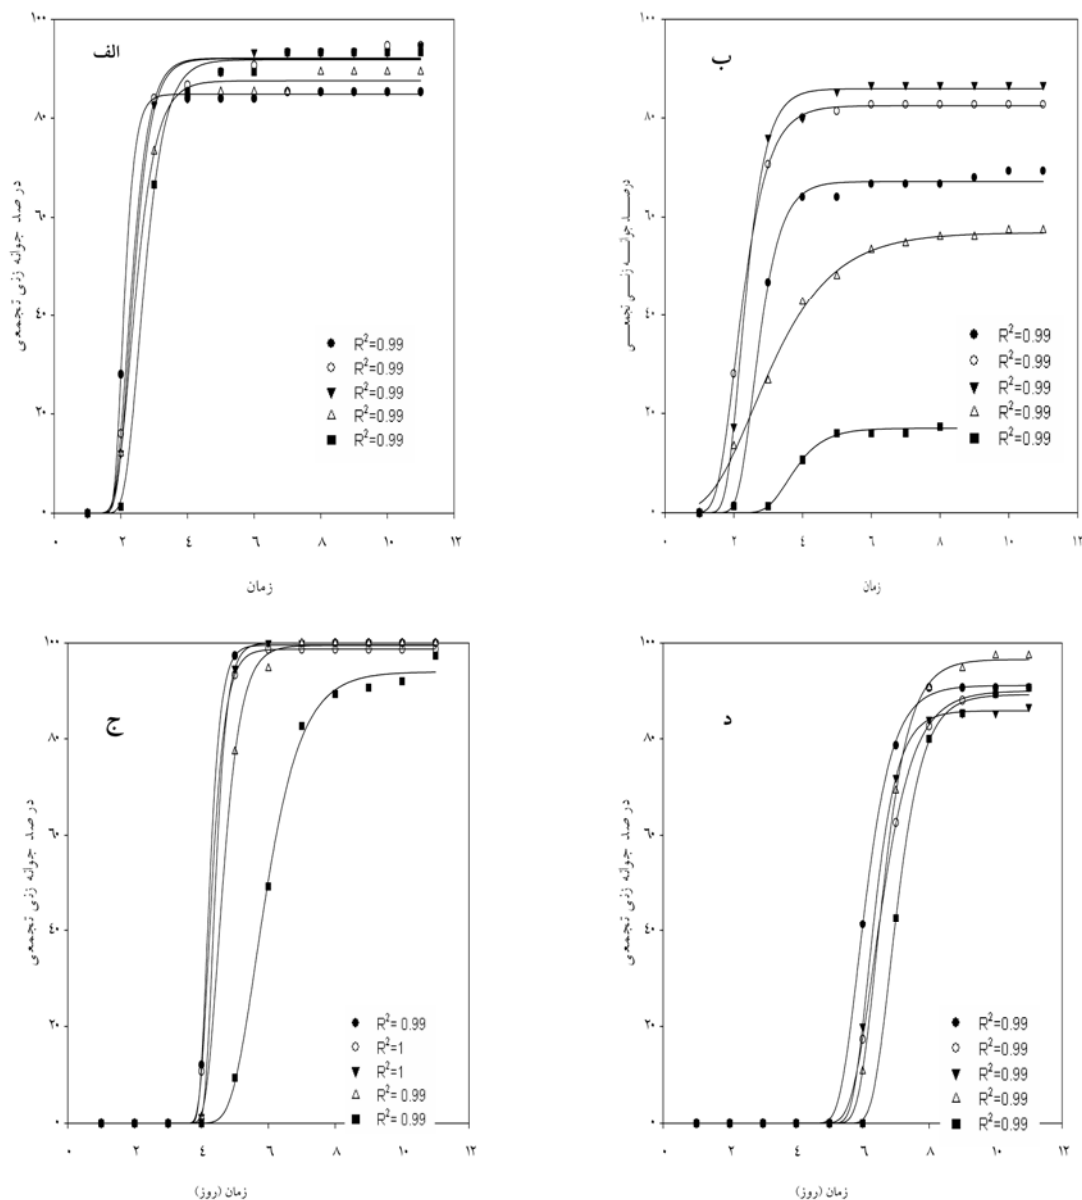 الف
درصد جوانه زنی تجمعی
۱۰۰
۸۰
۶۰
۴۰
۲۰
۰
R²=0.99
R²=0.99
R²=0.99
R²=0.99
R²=0.99
۰ ۲ ۴ ۶ ۸ ۱۰ ۱۲
زمان
ب
درصد جوانه زنی تجمعی
۱۰۰
۸۰
۶۰
۴۰
۲۰
۰
R²=0.99
R²=0.99
R²=0.99
R²=0.99
R²=0.99
۰ ۲ ۴ ۶ ۸ ۱۰ ۱۲
زمان
ج
درصد جوانه زنی تجمعی
۱۰۰
۸۰
۶۰
۴۰
۲۰
۰
R²= 0.99
R²=1
R²=1
R²= 0.99
R²= 0.99
۰ ۲ ۴ ۶ ۸ ۱۰ ۱۲
زمان (روز)
د
درصد جوانه زنی تجمعی
۱۰۰
۸۰
۶۰
۴۰
۲۰
۰
R²=0.99
R²=0.99
R²=0.99
R²=0.99
R²=0.99
۰ ۲ ۴ ۶ ۸ ۱۰ ۱۲
زمان (روز)